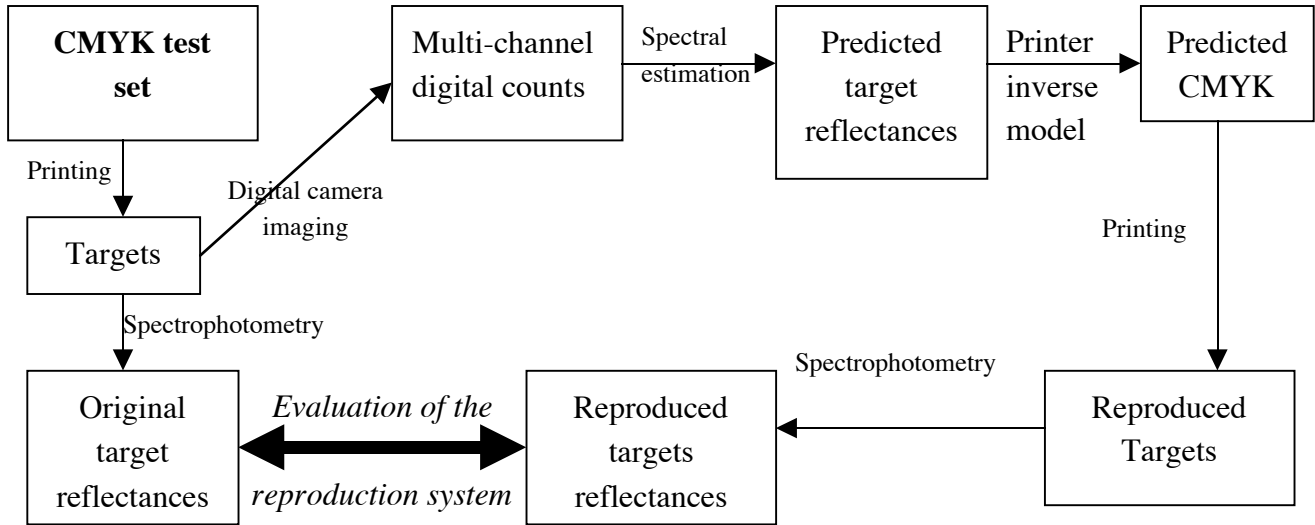 CMYK test
set
Printing
Targets
Spectrophotometry
Original
target
reflectances
Digital camera
imaging
Multi-channel
digital counts
Spectral
estimation
Predicted
target
reflectances
Printer
inverse
model
Predicted
CMYK
Printing
Reproduced
Targets
Spectrophotometry
Reproduced
targets
reflectances
Evaluation of the
reproduction system